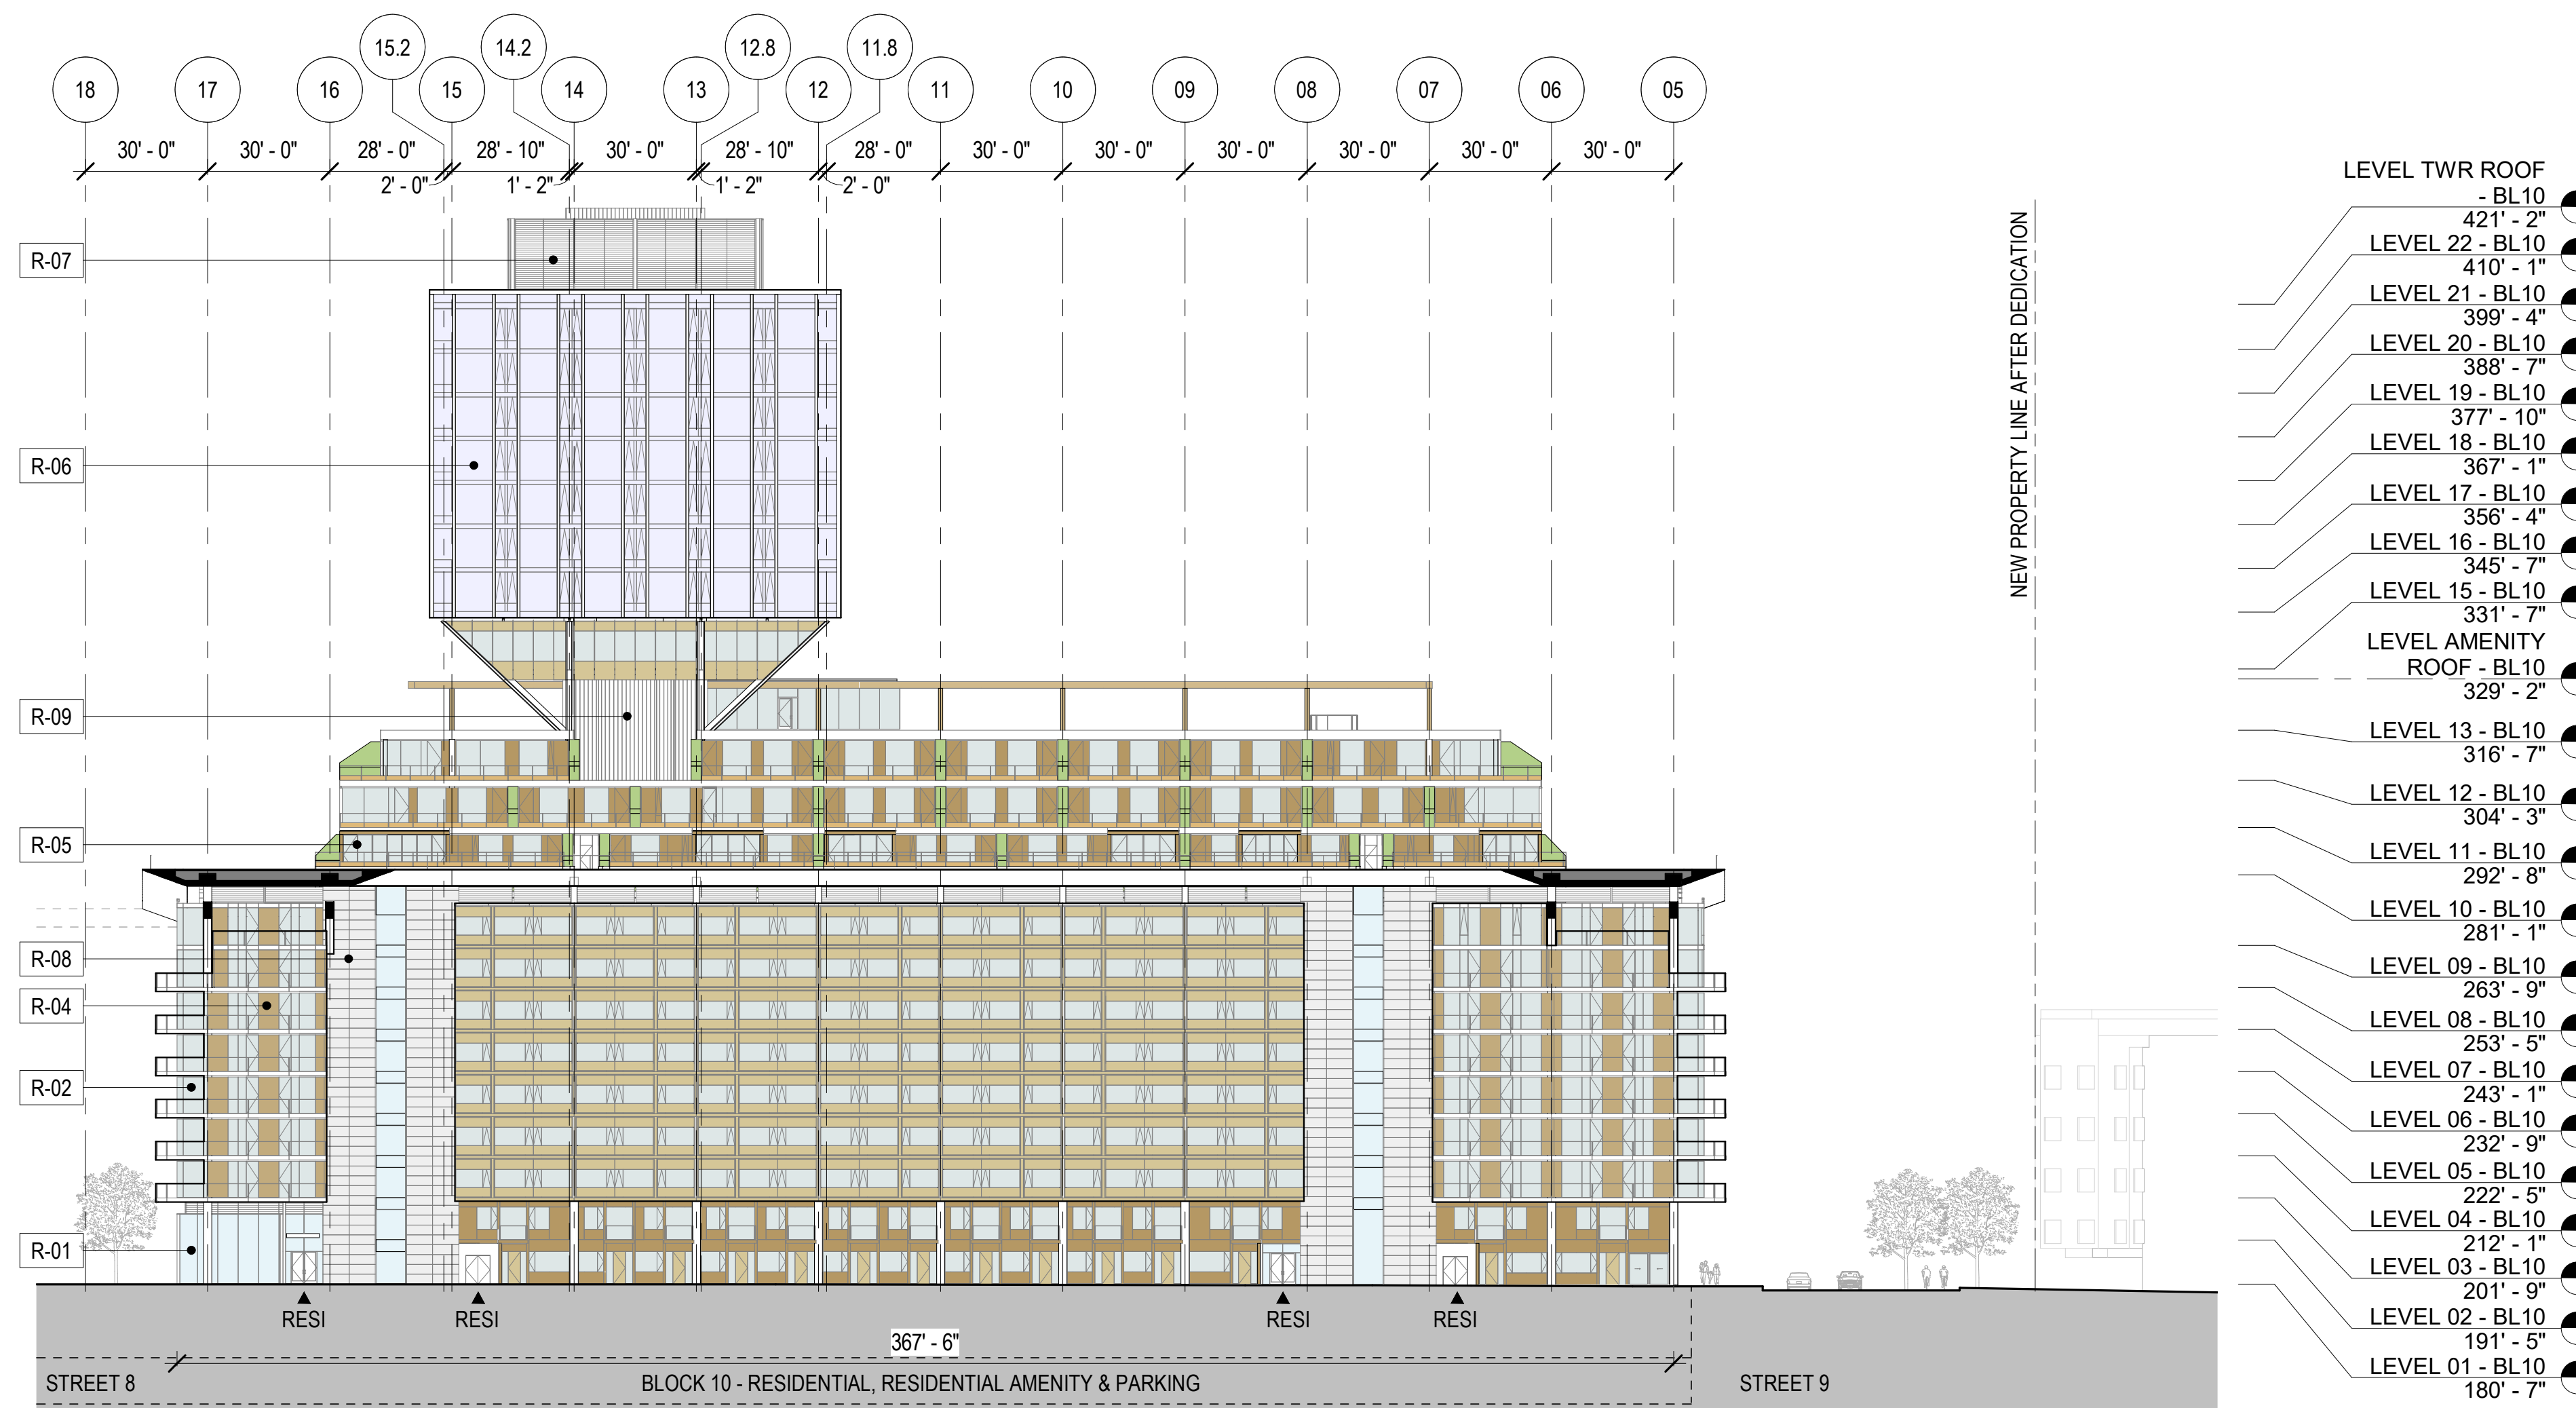 15.2 14.2 12.8 11.8
18 17 16 15 14 13 12 11 10 09 08 07 06 05
30' - 0" 30' - 0" 28' - 0" 28' - 10" 30' - 0" 28' - 10" 28' - 0" 30' - 0" 30' - 0" 30' - 0" 30' - 0" 30' - 0" 30' - 0"
2' - 0" 1' - 2" 1' - 2" 2' - 0"
R-07
R-06
R-09
R-05
R-08
R-04
R-02
R-01
NEW PROPERTY LINE AFTER DEDICATION
LEVEL TWR ROOF
- BL10
421' - 2"
LEVEL 22 - BL10
410' - 1"
LEVEL 21 - BL10
399' - 4"
LEVEL 20 - BL10
388' - 7"
LEVEL 19 - BL10
377' - 10"
LEVEL 18 - BL10
367' - 1"
LEVEL 17 - BL10
356' - 4"
LEVEL 16 - BL10
345' - 7"
LEVEL 15 - BL10
331' - 7"
LEVEL AMENITY
ROOF - BL10
329' - 2"
LEVEL 13 - BL10
316' - 7"
LEVEL 12 - BL10
304' - 3"
LEVEL 11 - BL10
292' - 8"
LEVEL 10 - BL10
281' - 1"
LEVEL 09 - BL10
263' - 9"
LEVEL 08 - BL10
253' - 5"
LEVEL 07 - BL10
243' - 1"
LEVEL 06 - BL10
232' - 9"
LEVEL 05 - BL10
222' - 5"
LEVEL 04 - BL10
212' - 1"
LEVEL 03 - BL10
201' - 9"
LEVEL 02 - BL10
191' - 5"
LEVEL 01 - BL10
180' - 7"
RESI RESI RESI RESI
367' - 6"
STREET 8 BLOCK 10 - RESIDENTIAL, RESIDENTIAL AMENITY & PARKING STREET 9